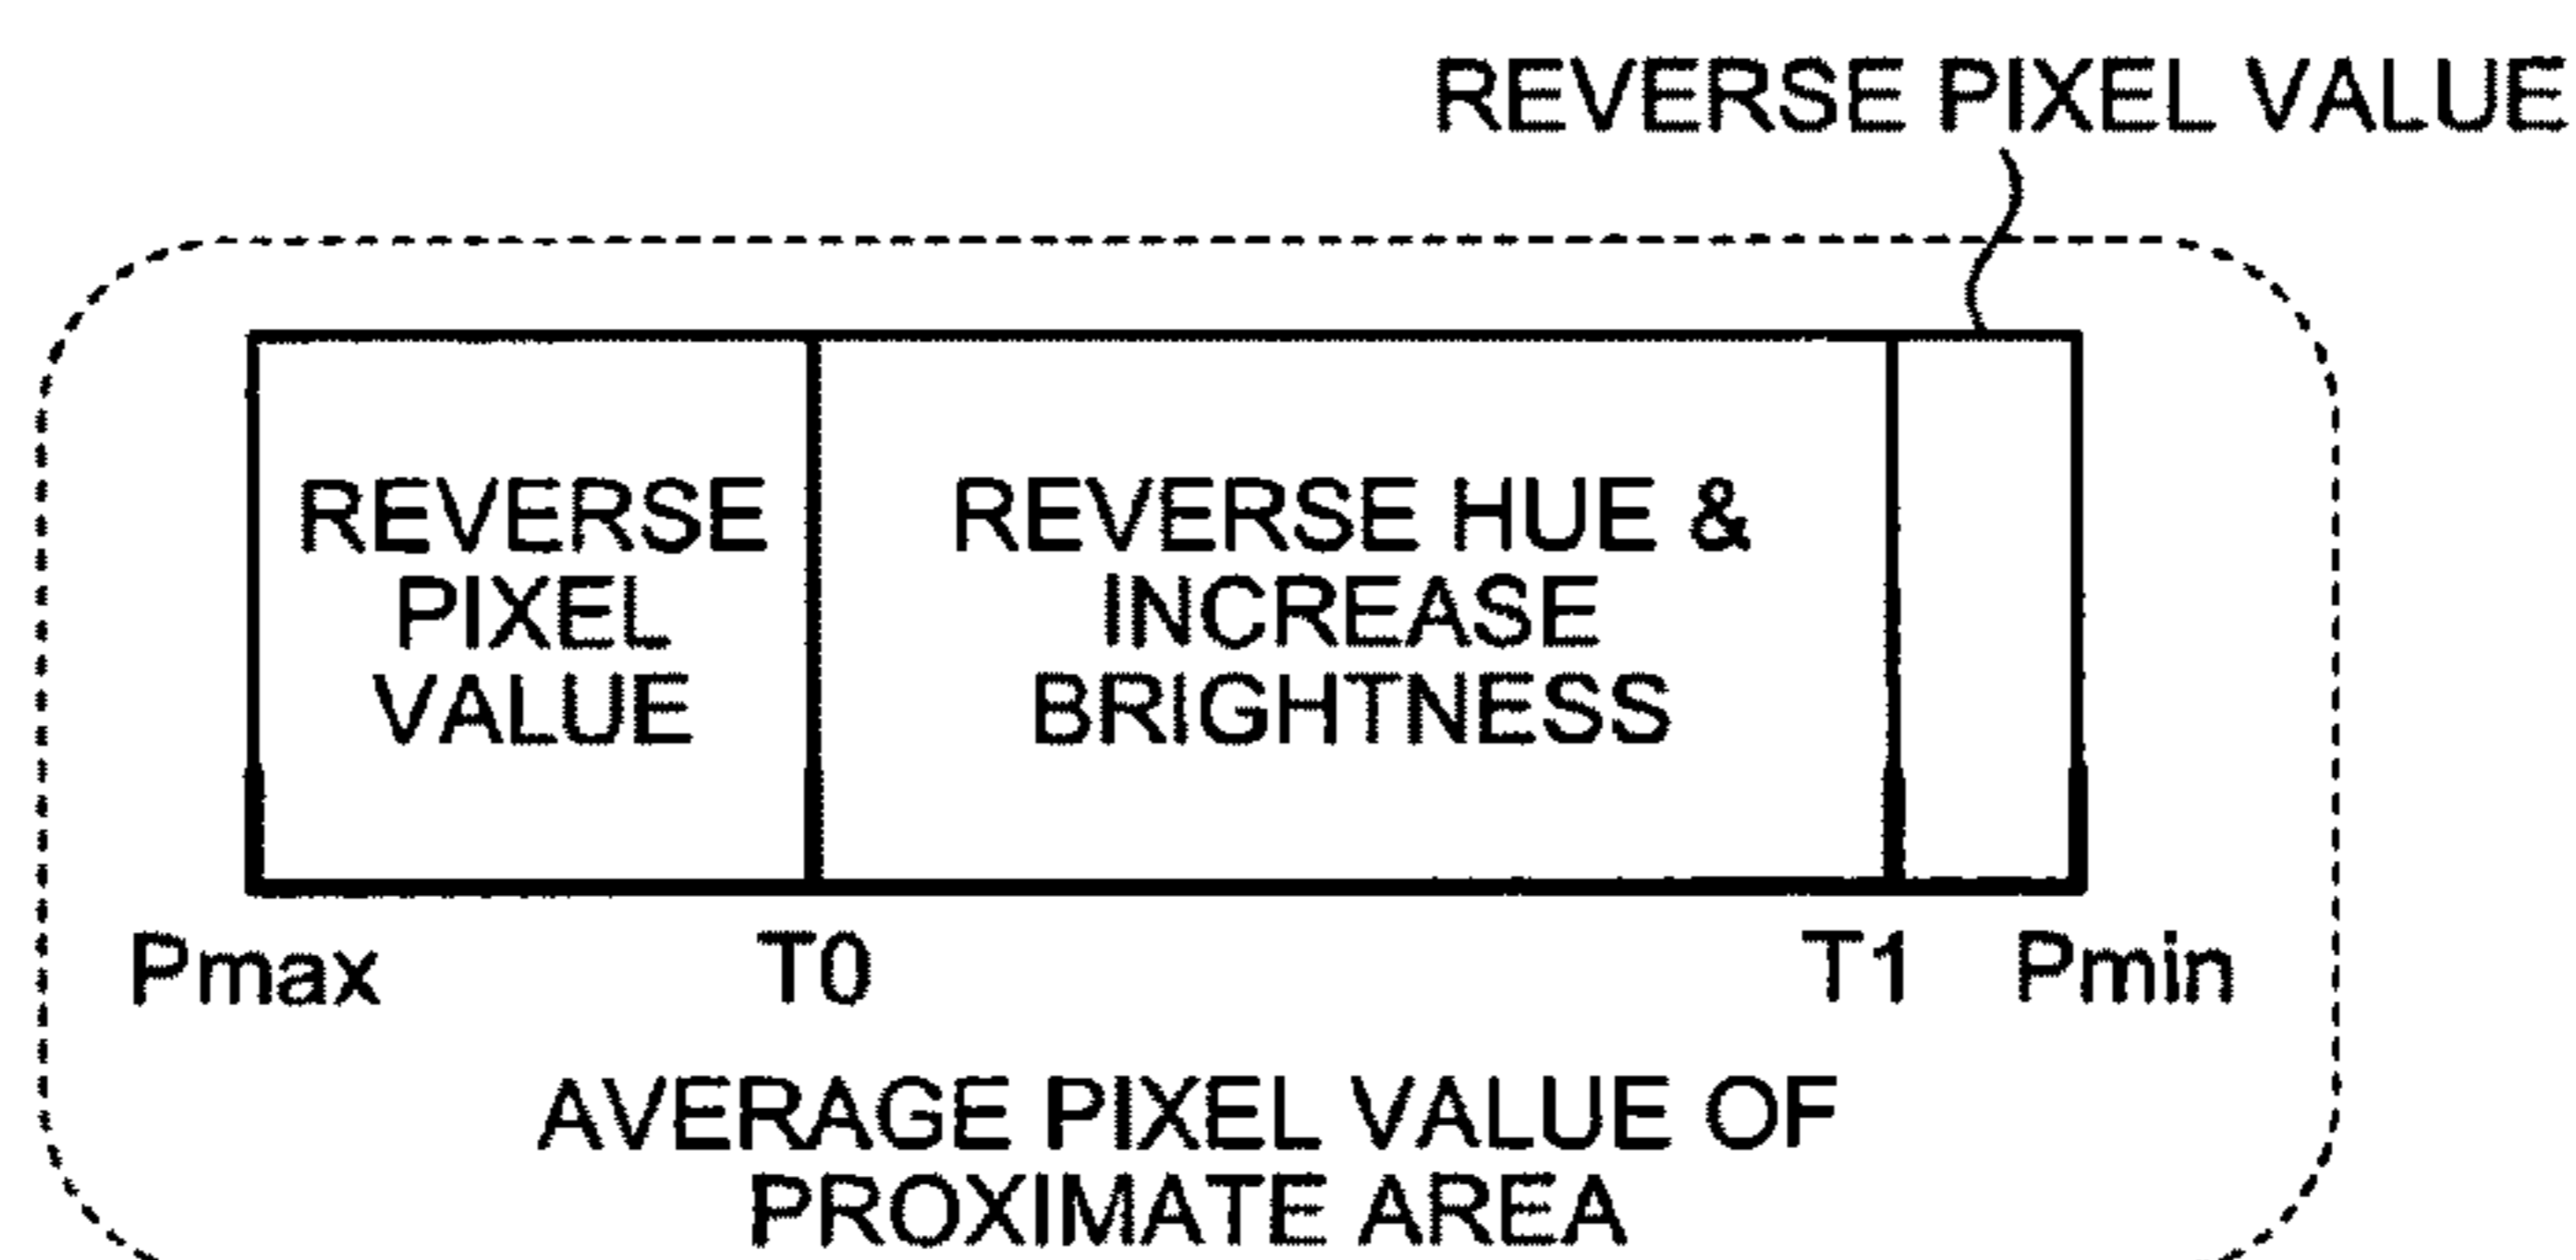 REVERSE PIXEL VALUE
REVERSE
PIXEL
VALUE
REVERSE HUE &
INCREASE
BRIGHTNESS
Pmax
T0
T1
Pmin
AVERAGE PIXEL VALUE OF
PROXIMATE AREA